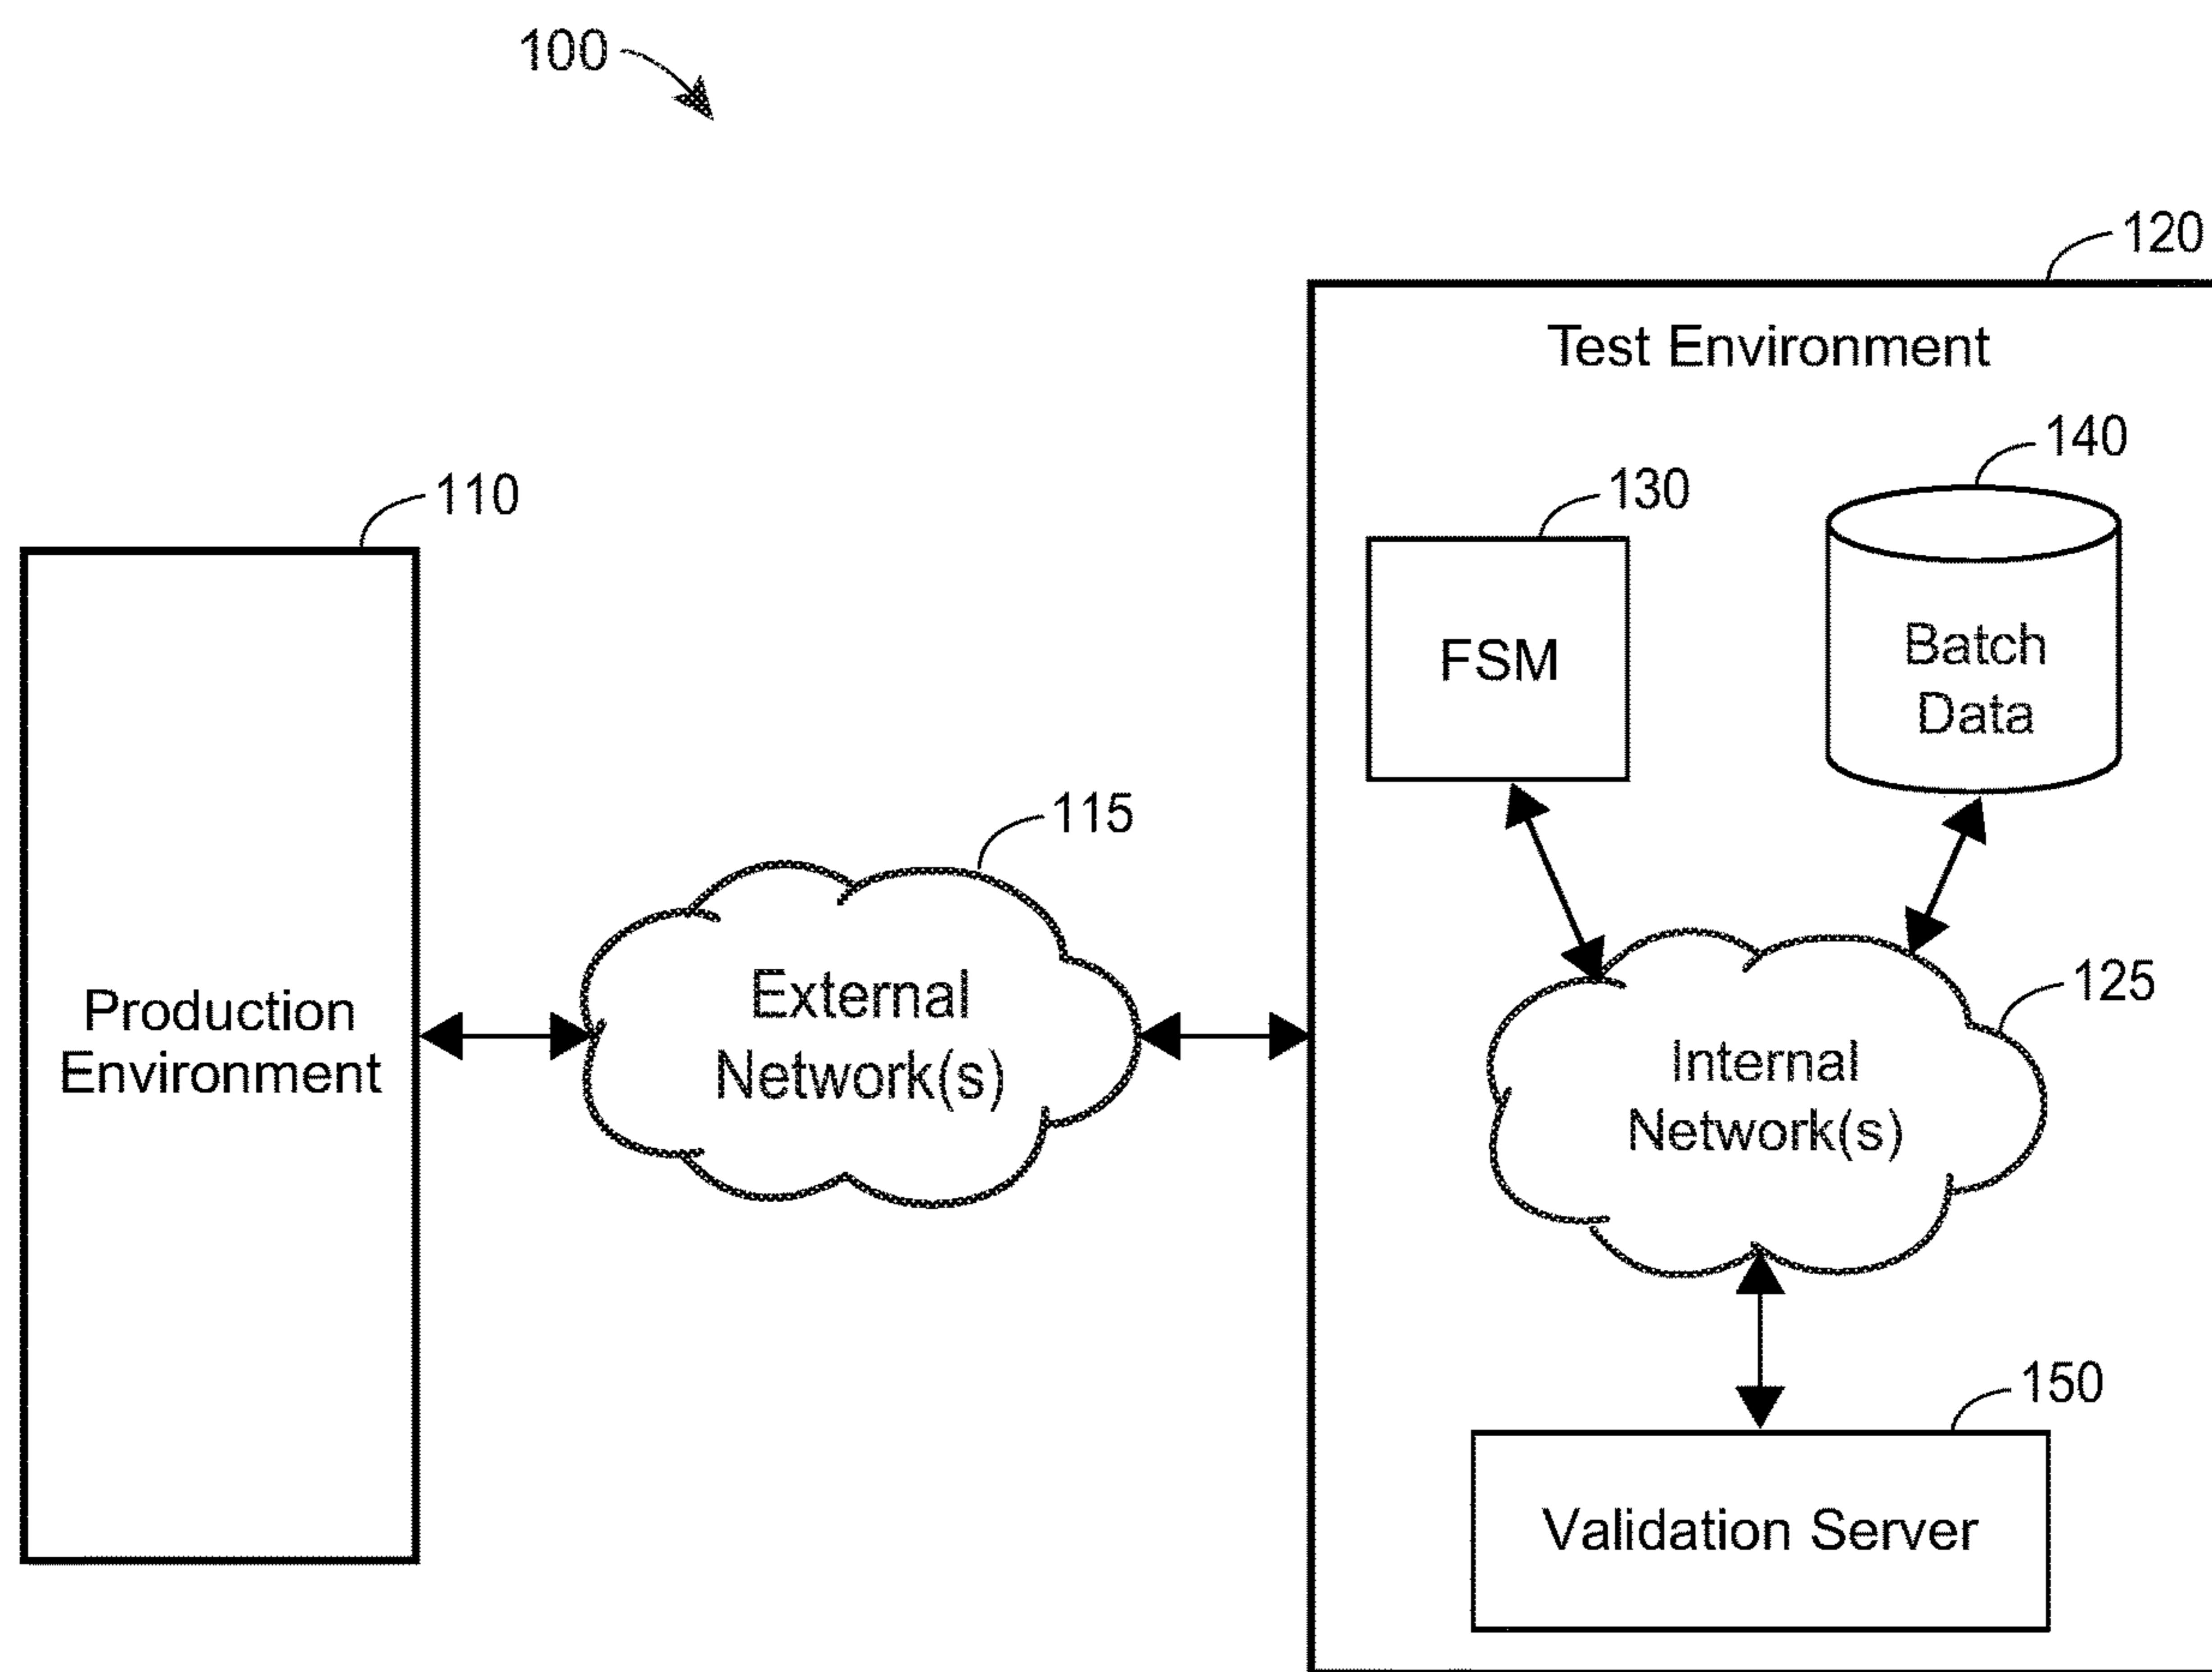 100
120
Test Environment
140
130
110
FSM
Batch
Data
115
External
Network(s)
125
Production
Environment
Internal
Network(s)
150
Validation Server